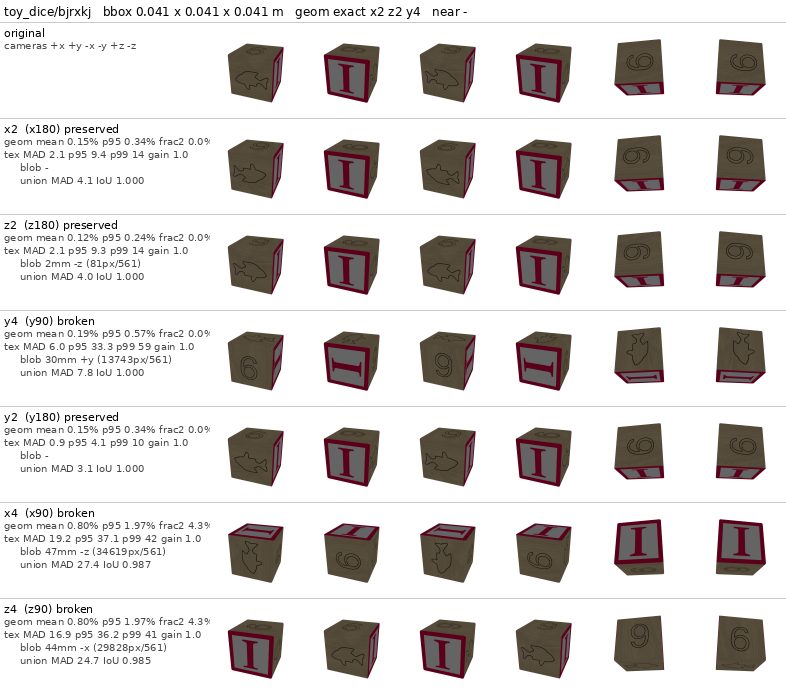 toy_dice/bjrxkj bbox 0.041 x 0.041 x 0.041 m geom exact x2 z2 y4 near -
original
cameras +x +y -x -y +z -z
I I
6 6
x2 (x180) preserved
geom mean 0.15% p95 0.34% frac2 0.0%
tex MAD 2.1 p95 9.4 p99 14 gain 1.0
blob -
union MAD 4.1 IoU 1.000
I I
z2 (z180) preserved
geom mean 0.12% p95 0.24% frac2 0.0%
tex MAD 2.1 p95 9.3 p99 14 gain 1.0
blob 2mm -z (81px/561)
union MAD 4.0 IoU 1.000
I I
y4 (y90) broken
geom mean 0.19% p95 0.57% frac2 0.0%
tex MAD 6.0 p95 33.3 p99 59 gain 1.0
blob 30mm +y (13743px/561)
union MAD 7.8 IoU 1.000
6 I 9 I
y2 (y180) preserved
geom mean 0.15% p95 0.34% frac2 0.0%
tex MAD 0.9 p95 4.1 p99 10 gain 1.0
blob -
union MAD 3.1 IoU 1.000
I I
x4 (x90) broken
geom mean 0.80% p95 1.97% frac2 4.3%
tex MAD 19.2 p95 37.1 p99 42 gain 1.0
blob 47mm -z (34619px/561)
union MAD 27.4 IoU 0.987
I I
z4 (z90) broken
geom mean 0.80% p95 1.97% frac2 4.3%
tex MAD 16.9 p95 36.2 p99 41 gain 1.0
blob 44mm -x (29828px/561)
union MAD 24.7 IoU 0.985
I I 9 6